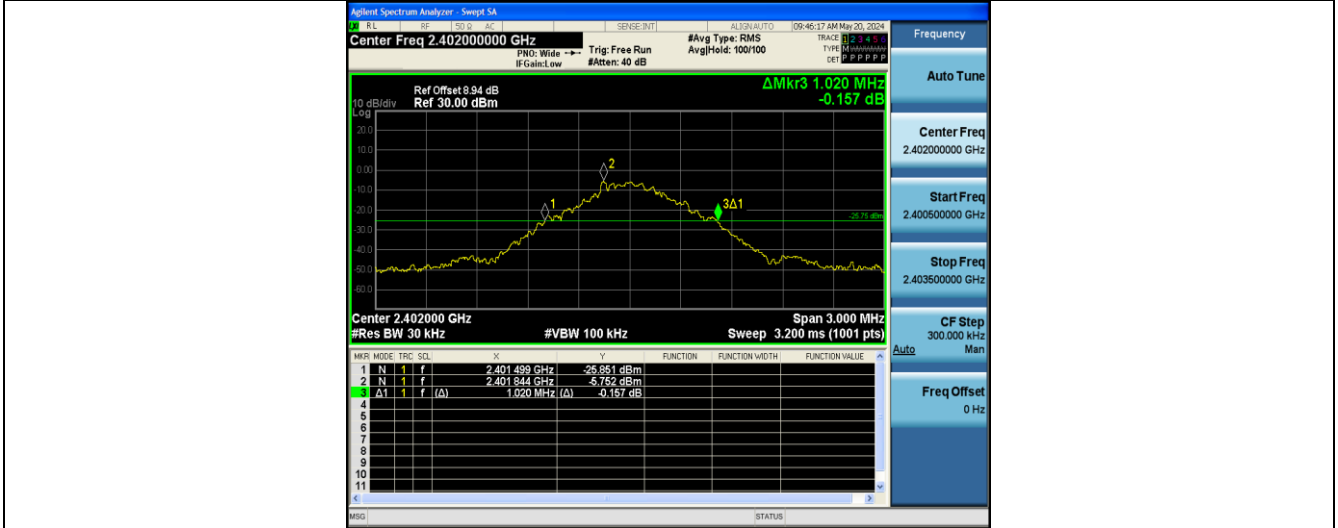 Agilent Spectrum Analyzer - Swept SA
RL RF 50 Ω AC SENSE:INT ALIGNAUTO 09:46:17 AM May 20, 2024
Center Freq 2.402000000 GHz
PNO: Wide
IFGain:Low
Trig: Free Run
#Atten: 40 dB
#Avg Type: RMS
Avg|Hold: 100/100
TRACE 1 2 3 4 5 6
TYPE M
DET P P P P P P
ΔMkr3 1.020 MHz
-0.157 dB
Ref Offset 8.94 dB
10 dB/div Ref 30.00 dBm
Log
20.0
10.0
0.00
-10.0
-20.0
-30.0
-40.0
-50.0
-60.0
1
2
3Δ1
-25.75 dBm
Center 2.402000 GHz Span 3.000 MHz
#Res BW 30 kHz #VBW 100 kHz Sweep 3.200 ms (1001 pts)
MKR MODE TRC SCL X Y FUNCTION FUNCTION WIDTH FUNCTION VALUE
1 N 1 f 2.401 499 GHz -25.851 dBm
2 N 1 f 2.401 844 GHz -5.752 dBm
3 Δ1 1 f (Δ) 1.020 MHz (Δ) -0.157 dB
4
5
6
7
8
9
10
11
MSG STATUS
Frequency
Auto Tune
Center Freq
2.402000000 GHz
Start Freq
2.400500000 GHz
Stop Freq
2.403500000 GHz
CF Step
300.000 kHz
Auto Man
Freq Offset
0 Hz